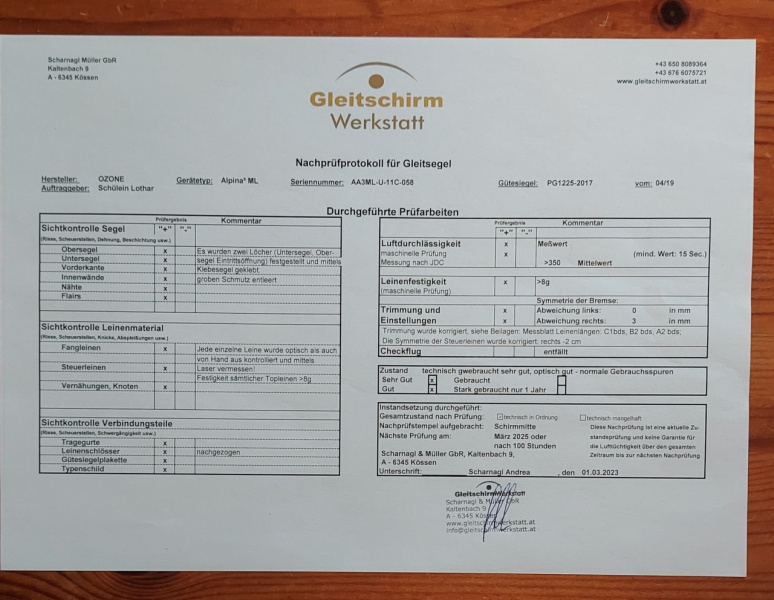 Scharnagl Müller GbR
Kaltenbach 9
A - 6345 Kössen
+43 650 8089364
+43 676 6075721
www.gleitschirmwerkstatt.at
Gleitschirm
Werkstatt
Nachprüfprotokoll für Gleitsegel
Hersteller: OZONE Gerätetyp: Alpina³ ML Seriennummer: AA3ML-U-11C-058 Gütesiegel: PG1225-2017 vom: 04/19
Auftraggeber: Schülein Lothar
Durchgeführte Prüfarbeiten
Prüfergebnis Kommentar
Sichtkontrolle Segel "+" "-"
(Risse, Scheuerstellen, Dehnung, Beschichtung usw.)
Obersegel x Es wurden zwei Löcher (Untersegel, Ober-
Untersegel x segel Eintrittsöffnung) festgestellt und mittels
Vorderkante x Klebesegel geklebt,
Innenwände x groben Schmutz entleert
Nähte x
Flairs x
Sichtkontrolle Leinenmaterial
(Risse, Scheuerstellen, Knicke, Abspleißungen usw.)
Fangleinen x Jede einzelne Leine wurde optisch als auch
von Hand aus kontrolliert und mittels
Steuerleinen x Laser vermessen!
Festigkeit sämtlicher Topleinen >8g
Vernähungen, Knoten x
Sichtkontrolle Verbindungsteile
(Risse, Scheuerstellen, Schwergängigkeit usw.)
Tragegurte x
Leinenschlösser x nachgezogen
Gütesiegelplakette x
Typenschild x
Prüfergebnis Kommentar
"+" "-"
Luftdurchlässigkeit x Meßwert
maschinelle Prüfung x (mind. Wert: 15 Sec.)
Messung nach JDC >350 Mittelwert
Leinenfestigkeit x >8g
(maschinelle Prüfung)
Symmetrie der Bremse:
Trimmung und x Abweichung links: 0 in mm
Einstellungen x Abweichung rechts: 3 in mm
Trimmung wurde korrigiert, siehe Beilagen: Messblatt Leinenlängen; C1bds, B2 bds, A2 bds;
Die Symmetrie der Steuerleinen wurde korrigiert, rechts -2 cm
Checkflug entfällt
Zustand technisch gwebraucht sehr gut, optisch gut - normale Gebrauchsspuren
Sehr Gut x Gebraucht
Gut x Stark gebraucht nur 1 Jahr
Instandsetzung durchgeführt:
Gesamtzustand nach Prüfung: technisch in Ordnung technisch mangelhaft
Nachprüfstempel aufgebracht: Schirmmitte Diese Nachprüfung ist eine aktuelle Zu-
Nächste Prüfung am: März 2025 oder standsprüfung und keine Garantie für
nach 100 Stunden die Lufttüchtigkeit über den gesamten
Scharnagl & Müller GbR, Kaltenbach 9, Zeitraum bis zur nächsten Nachprüfung
A - 6345 Kössen
Unterschrift: Scharnagl Andrea , den 01.03.2023
GleitschirmWerkstatt
Scharnagl & Müller GbR
Kaltenbach 9
A - 6345 Kössen
www.gleitschirmwerkstatt.at
info@gleitschirmwerkstatt.at